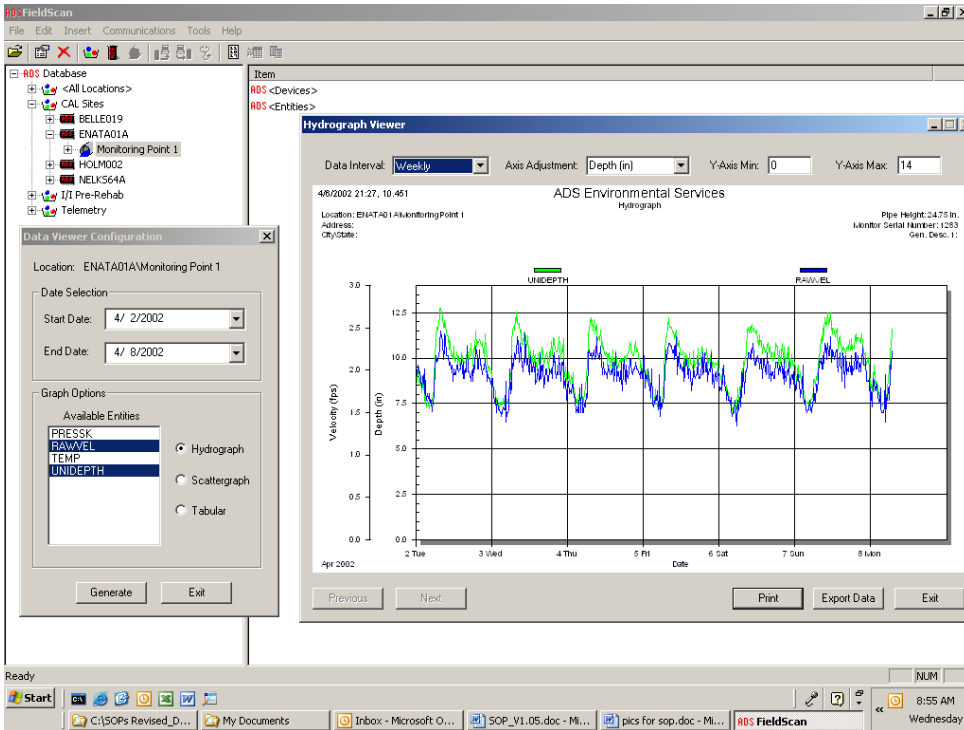 ADSFieldScan
File Edit Insert Communications Tools Help
ADS Database
<All Locations>
CAL Sites
BELLE019
ENATA01A
Monitoring Point 1
HOLM002
NELKS64A
I/I Pre-Rehab
Telemetry
Item
ADS <Devices>
ADS <Entities>
Data Viewer Configuration
Location: ENATA01A\Monitoring Point 1
Date Selection
Start Date: 4/ 2/2002
End Date: 4/ 8/2002
Graph Options
Available Entities
PRESSK
RAWVEL
TEMP
UNIDEPTH
Hydrograph
Scattergraph
Tabular
Generate Exit
Hydrograph Viewer
Data Interval: Weekly Axis Adjustment: Depth (in) Y-Axis Min: 0 Y-Axis Max: 14
4/6/2002 21:27, 10.451
ADS Environmental Services
Hydrograph
Location: ENATA01A\Monitoring Point 1
Address:
City/State:
Pipe Height: 24.75 in.
Monitor Serial Number: 1283
Gen. Desc. 1:
UNIDEPTH RAWVEL
3.0
2.5
2.0
1.5
1.0
0.5
0.0
Velocity (fps)
12.5
10.0
7.5
5.0
2.5
0.0
Depth (in)
2 Tue 3 Wed 4 Thu 5 Fri 6 Sat 7 Sun 8 Mon
Apr 2002 Date
Previous Next Print Export Data Exit
Ready NUM
Start 8:55 AM
C:\SOPs Revised_D... My Documents Inbox - Microsoft O... SOP_V1.05.doc - Mi... pics for sop.doc - Mi... ADS FieldScan Wednesday